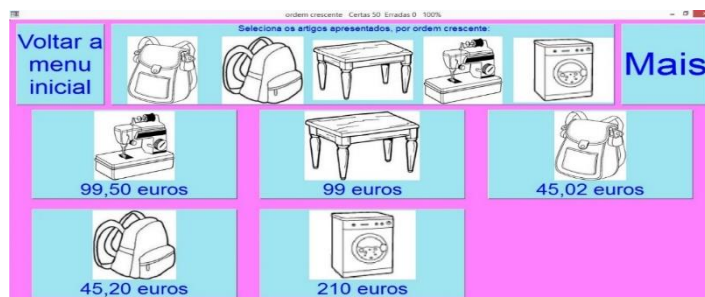 ordem crescente Certas 50 Erradas 0 100%
Voltar a
menu
inicial
Seleciona os artigos apresentados, por ordem crescente:
Mais
99,50 euros
99 euros
45,02 euros
45,20 euros
210 euros